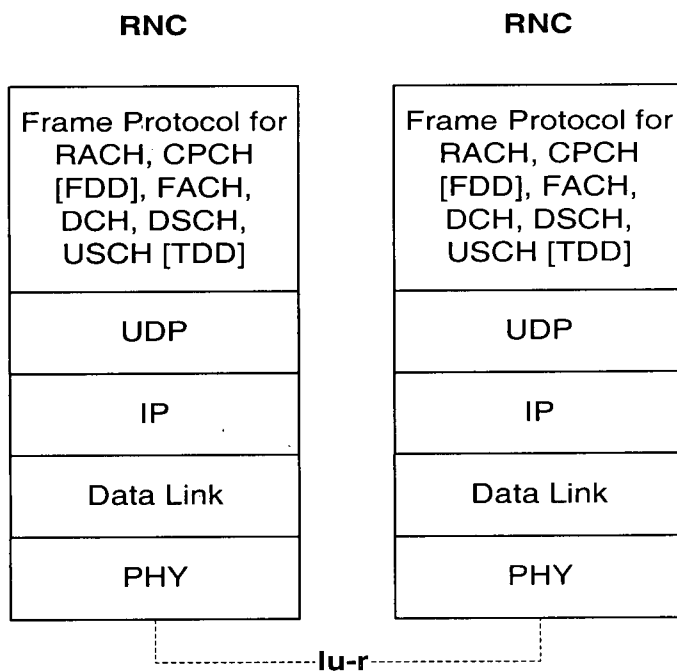 RNC
Frame Protocol for
RACH, CPCH
[FDD], FACH,
DCH, DSCH,
USCH [TDD]
UDP
IP
Data Link
PHY
RNC
Frame Protocol for
RACH, CPCH
[FDD], FACH,
DCH, DSCH,
USCH [TDD]
UDP
IP
Data Link
PHY
Iu-r